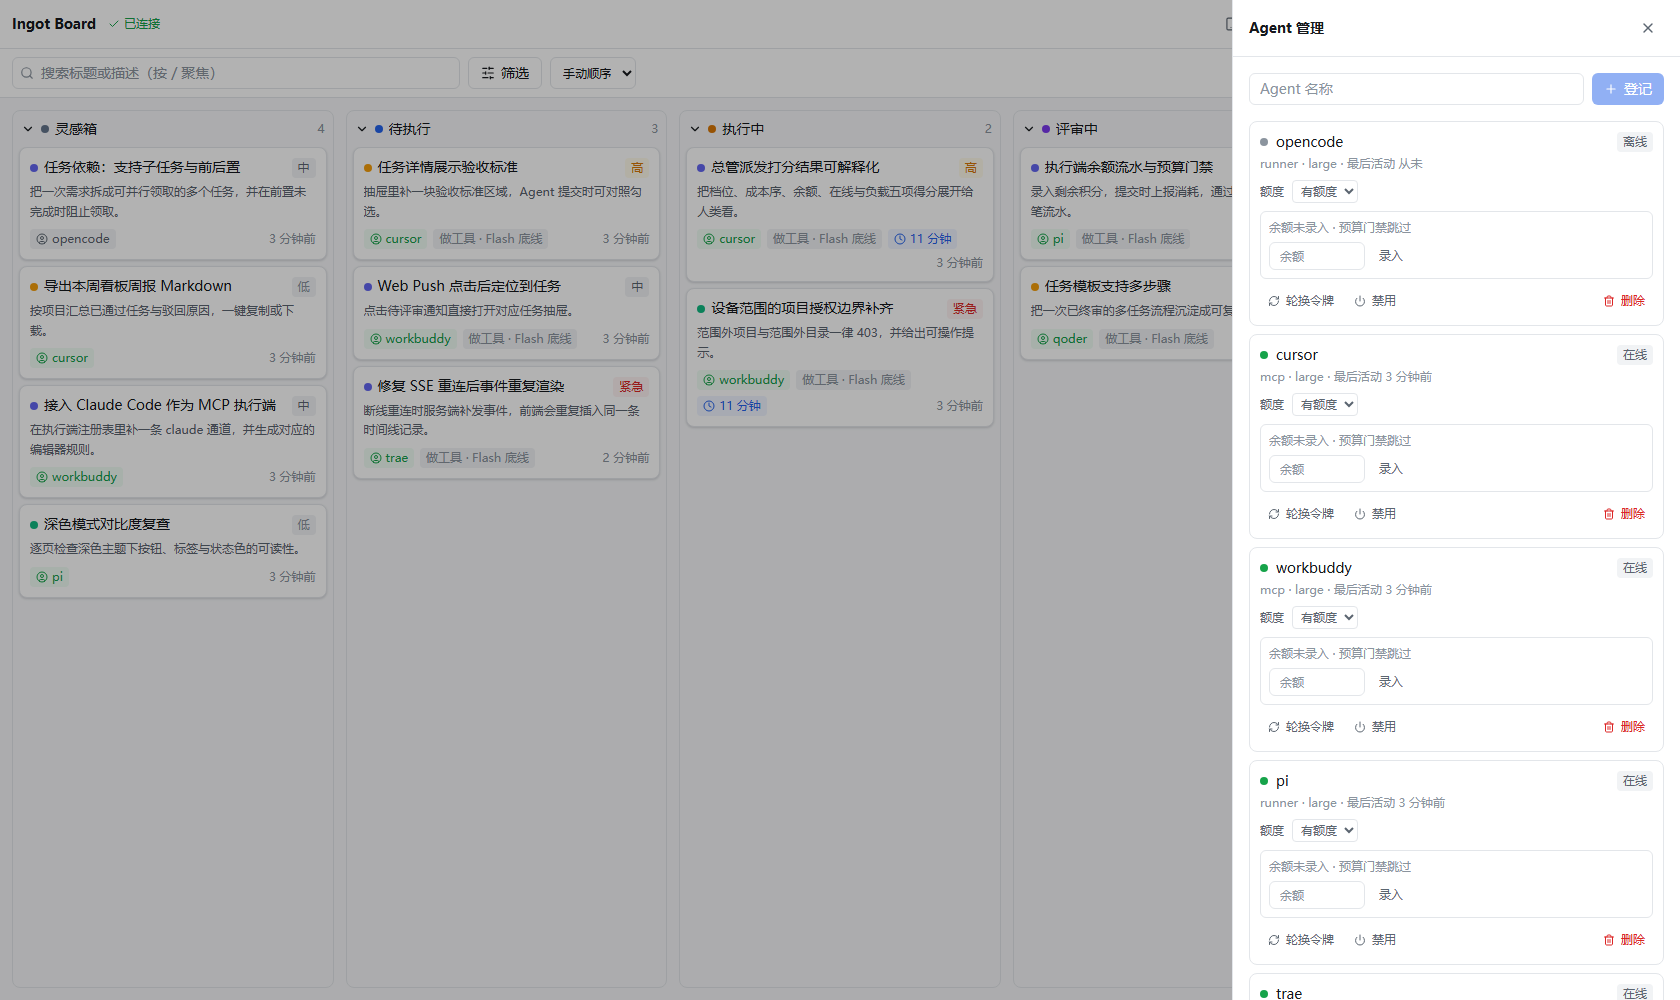 Ingot Board 已连接
搜索标题或描述（按 / 聚焦）
筛选
手动顺序
灵感箱 4
任务依赖：支持子任务与前后置 中
把一次需求拆成可并行领取的多个任务，并在前置未
完成时阻止领取。
opencode 3 分钟前
导出本周看板周报 Markdown 低
按项目汇总已通过任务与驳回原因，一键复制或下
载。
cursor 3 分钟前
接入 Claude Code 作为 MCP 执行端 中
在执行端注册表里补一条 claude 通道，并生成对应的
编辑器规则。
workbuddy 3 分钟前
深色模式对比度复查 低
逐页检查深色主题下按钮、标签与状态色的可读性。
pi 3 分钟前
待执行 3
任务详情展示验收标准 高
抽屉里补一块验收标准区域，Agent 提交时可对照勾
选。
cursor 做工具 · Flash 底线 3 分钟前
Web Push 点击后定位到任务 中
点击待评审通知直接打开对应任务抽屉。
workbuddy 做工具 · Flash 底线 3 分钟前
修复 SSE 重连后事件重复渲染 紧急
断线重连时服务端补发事件，前端会重复插入同一条
时间线记录。
trae 做工具 · Flash 底线 2 分钟前
执行中 2
总管派发打分结果可解释化 高
把档位、成本序、余额、在线与负载五项得分展开给
人类看。
cursor 做工具 · Flash 底线 11 分钟
3 分钟前
设备范围的项目授权边界补齐 紧急
范围外项目与范围外目录一律 403，并给出可操作提
示。
workbuddy 做工具 · Flash 底线
11 分钟 3 分钟前
评审中
执行端余额流水与预算门禁
录入剩余积分，提交时上报消耗，通过
笔流水。
pi 做工具 · Flash 底线
任务模板支持多步骤
把一次已终审的多任务流程沉淀成可复
qoder 做工具 · Flash 底线
Agent 管理
Agent 名称
登记
opencode 离线
runner · large · 最后活动 从未
额度 有额度
余额未录入 · 预算门禁跳过
余额 录入
轮换令牌 禁用 删除
cursor 在线
mcp · large · 最后活动 3 分钟前
额度 有额度
余额未录入 · 预算门禁跳过
余额 录入
轮换令牌 禁用 删除
workbuddy 在线
mcp · large · 最后活动 3 分钟前
额度 有额度
余额未录入 · 预算门禁跳过
余额 录入
轮换令牌 禁用 删除
pi 在线
runner · large · 最后活动 3 分钟前
额度 有额度
余额未录入 · 预算门禁跳过
余额 录入
轮换令牌 禁用 删除
trae 在线